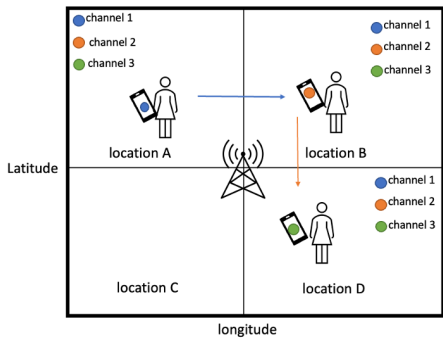 channel 1
channel 2
channel 3
channel 1
channel 2
channel 3
location A
location B
Latitude
channel 1
channel 2
channel 3
location C
location D
longitude